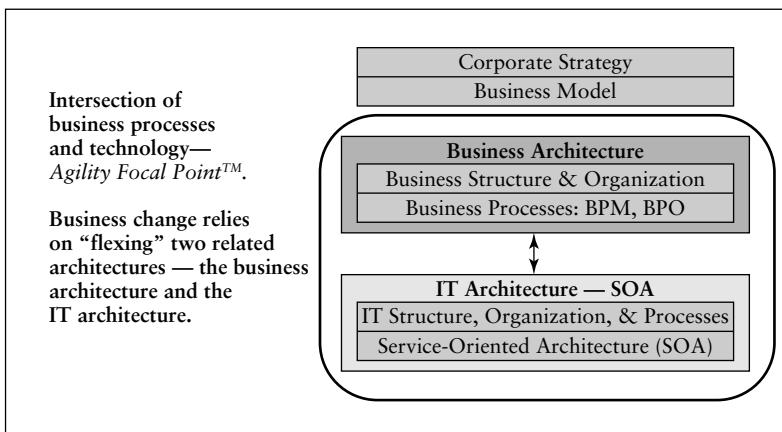 Intersection of
business processes
and technology—
Agility Focal Point™.
Business change relies
on “flexing” two related
architectures — the business
architecture and the
IT architecture.
Corporate Strategy
Business Model
Business Architecture
Business Structure & Organization
Business Processes: BPM, BPO
IT Architecture — SOA
IT Structure, Organization, & Processes
Service-Oriented Architecture (SOA)